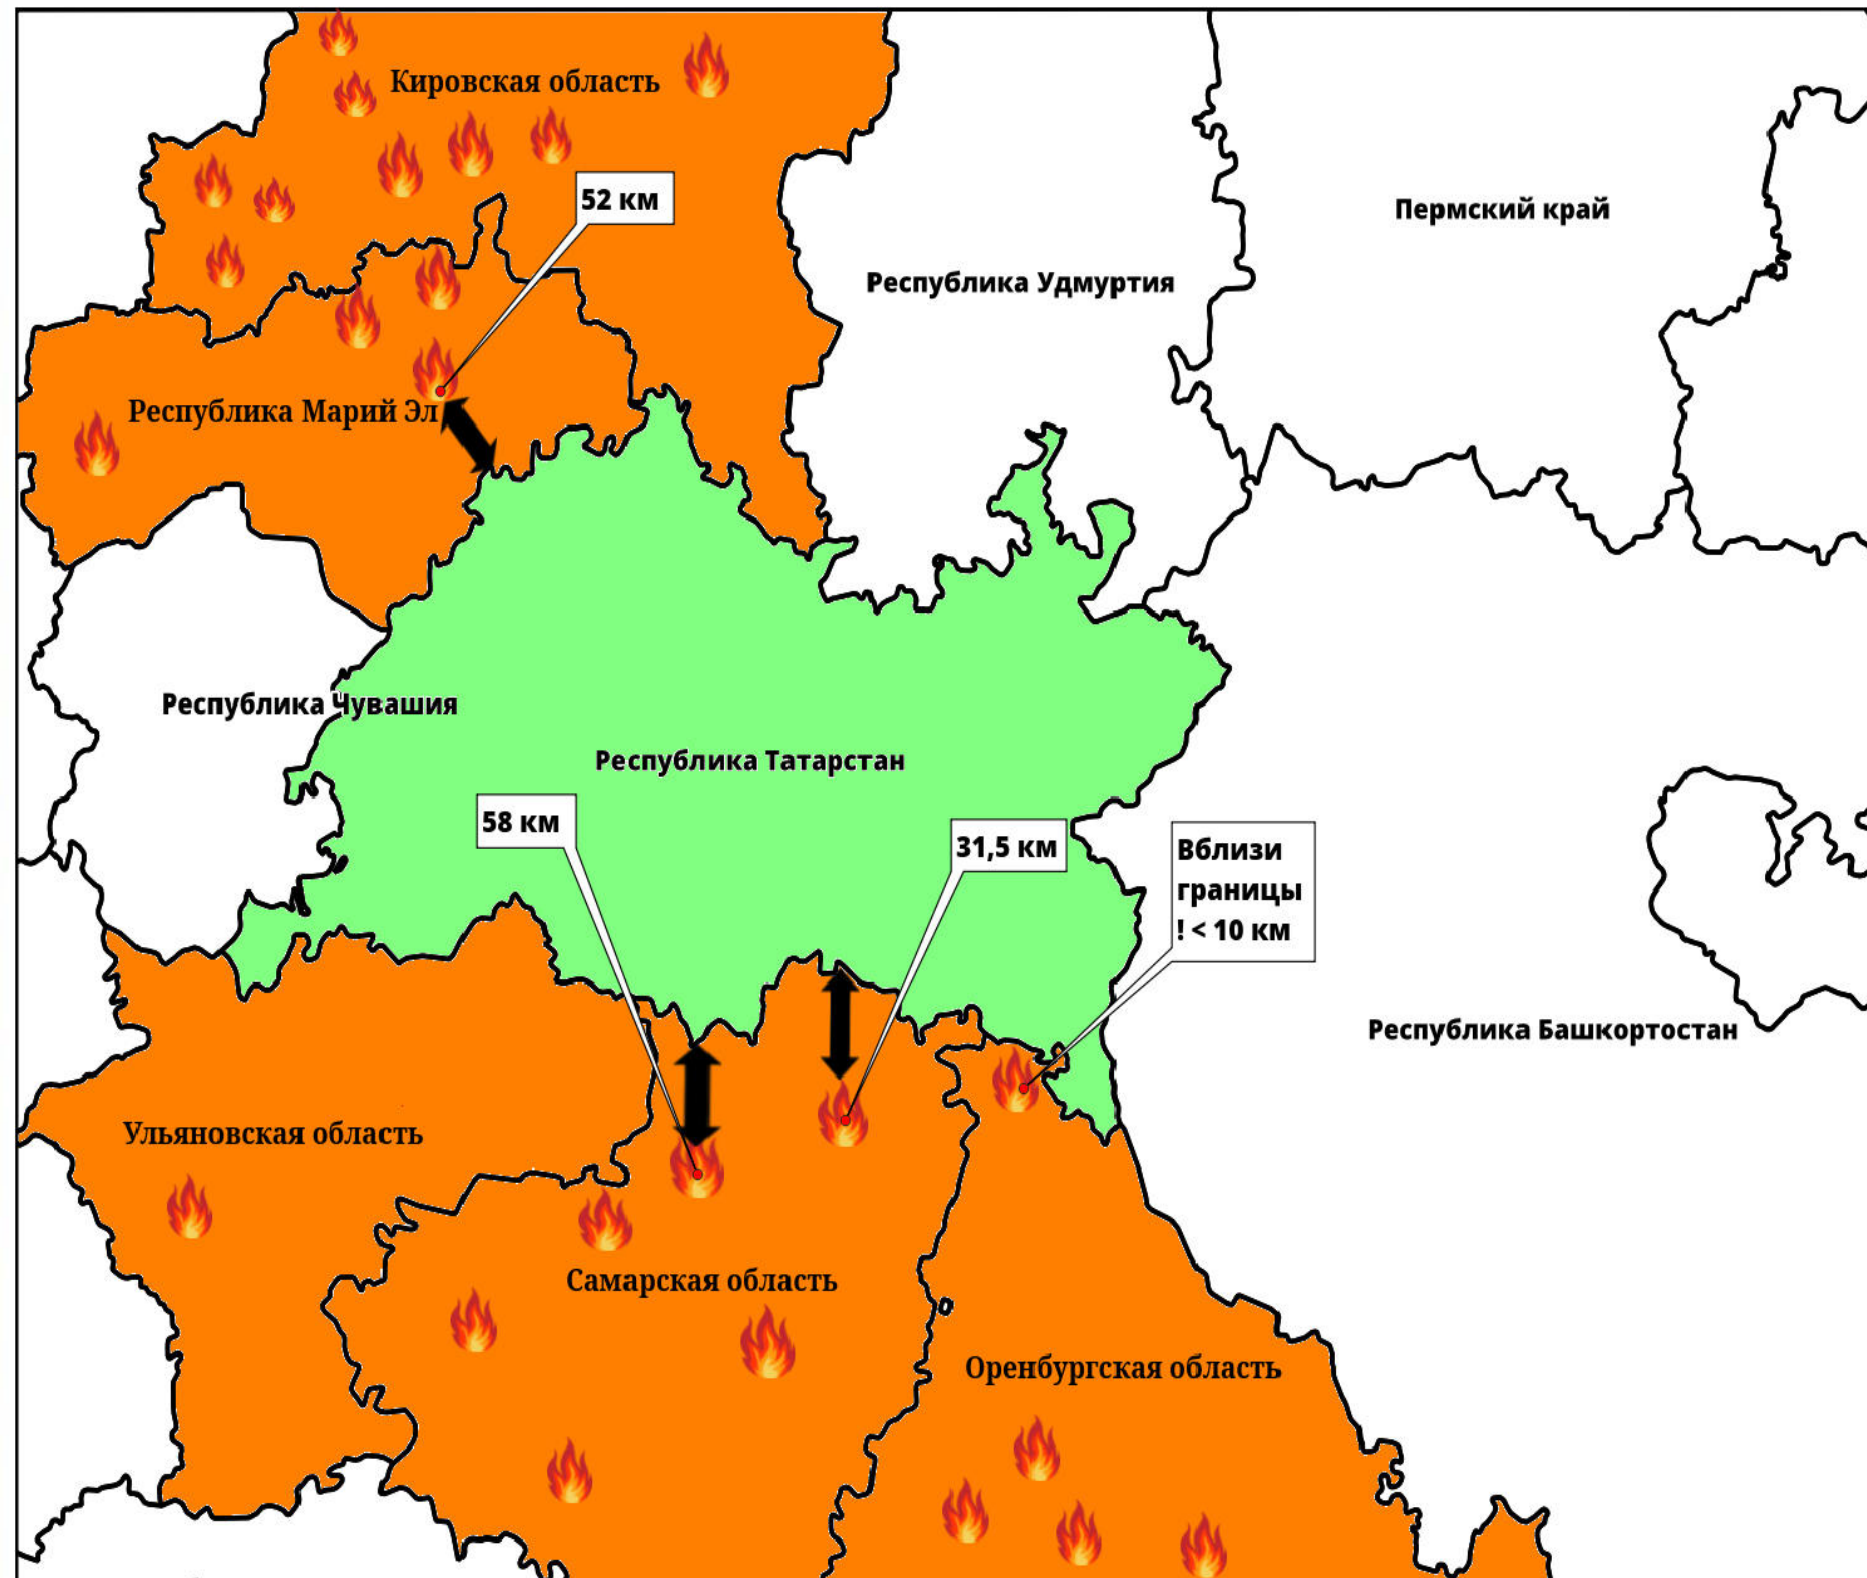 Кировская область
52 км
Пермский край
Республика Удмуртия
Республика Марий Эл
Республика Чувашия
Республика Татарстан
58 км
31,5 км
Вблизи
границы
! < 10 км
Республика Башкортостан
Ульяновская область
Самарская область
Оренбургская область